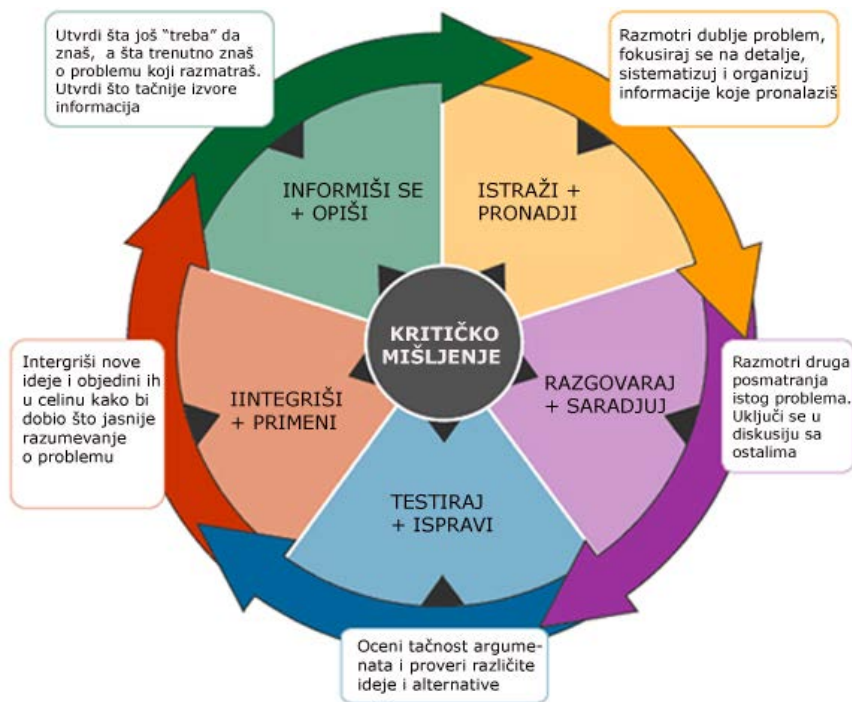 Utvrdi šta još “treba” da
znaš, a šta trenutno znaš
o problemu koji razmatraš.
Utvrdi što tačnije izvore
informacija
Razmotri dublje problem,
fokusiraj se na detalje,
sistematizuj i organizuj
informacije koje pronalaziš
INFORMIŠI SE
+ OPIŠI
ISTRAŽI +
PRONADJI
KRITIČKO
MIŠLJENJE
Intergriši nove
ideje i objedini ih
u celinu kako bi
dobio što jasnije
razumevanje
o problemu
IINTEGRIŠI
+ PRIMENI
RAZGOVARAJ
+ SARADJUJ
Razmotri druga
posmatranja
istog problema.
Uključi se u
diskusiju sa
ostalima
TESTIRAJ
+ ISPRAVI
Oceni tačnost argume-
nata i proveri različite
ideje i alternative